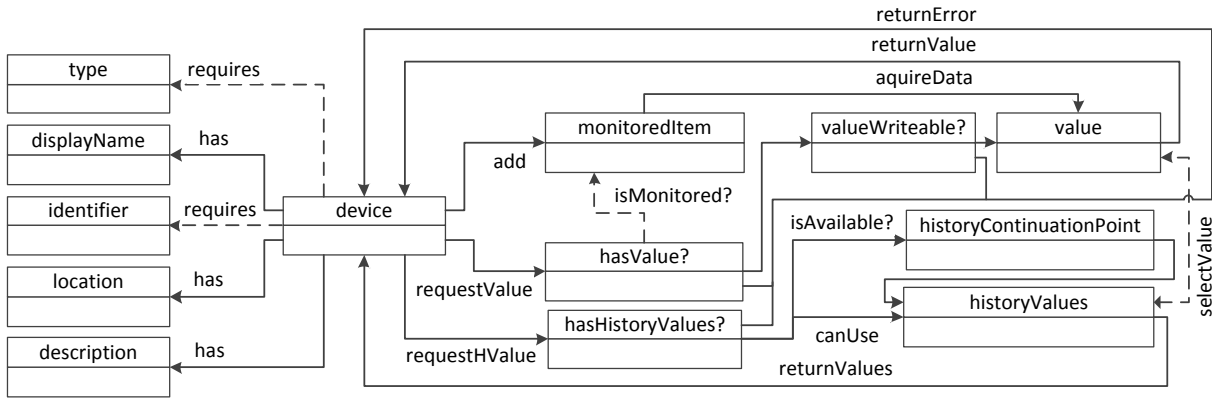 returnError
returnValue
type
requires
aquireData
displayName
has
monitoredItem
valueWriteable?
value
add
identifier
requires
device
isMonitored?
isAvailable?
historyContinuationPoint
selectValue
location
has
requestValue
hasValue?
historyValues
description
has
requestHValue
hasHistoryValues?
canUse
returnValues